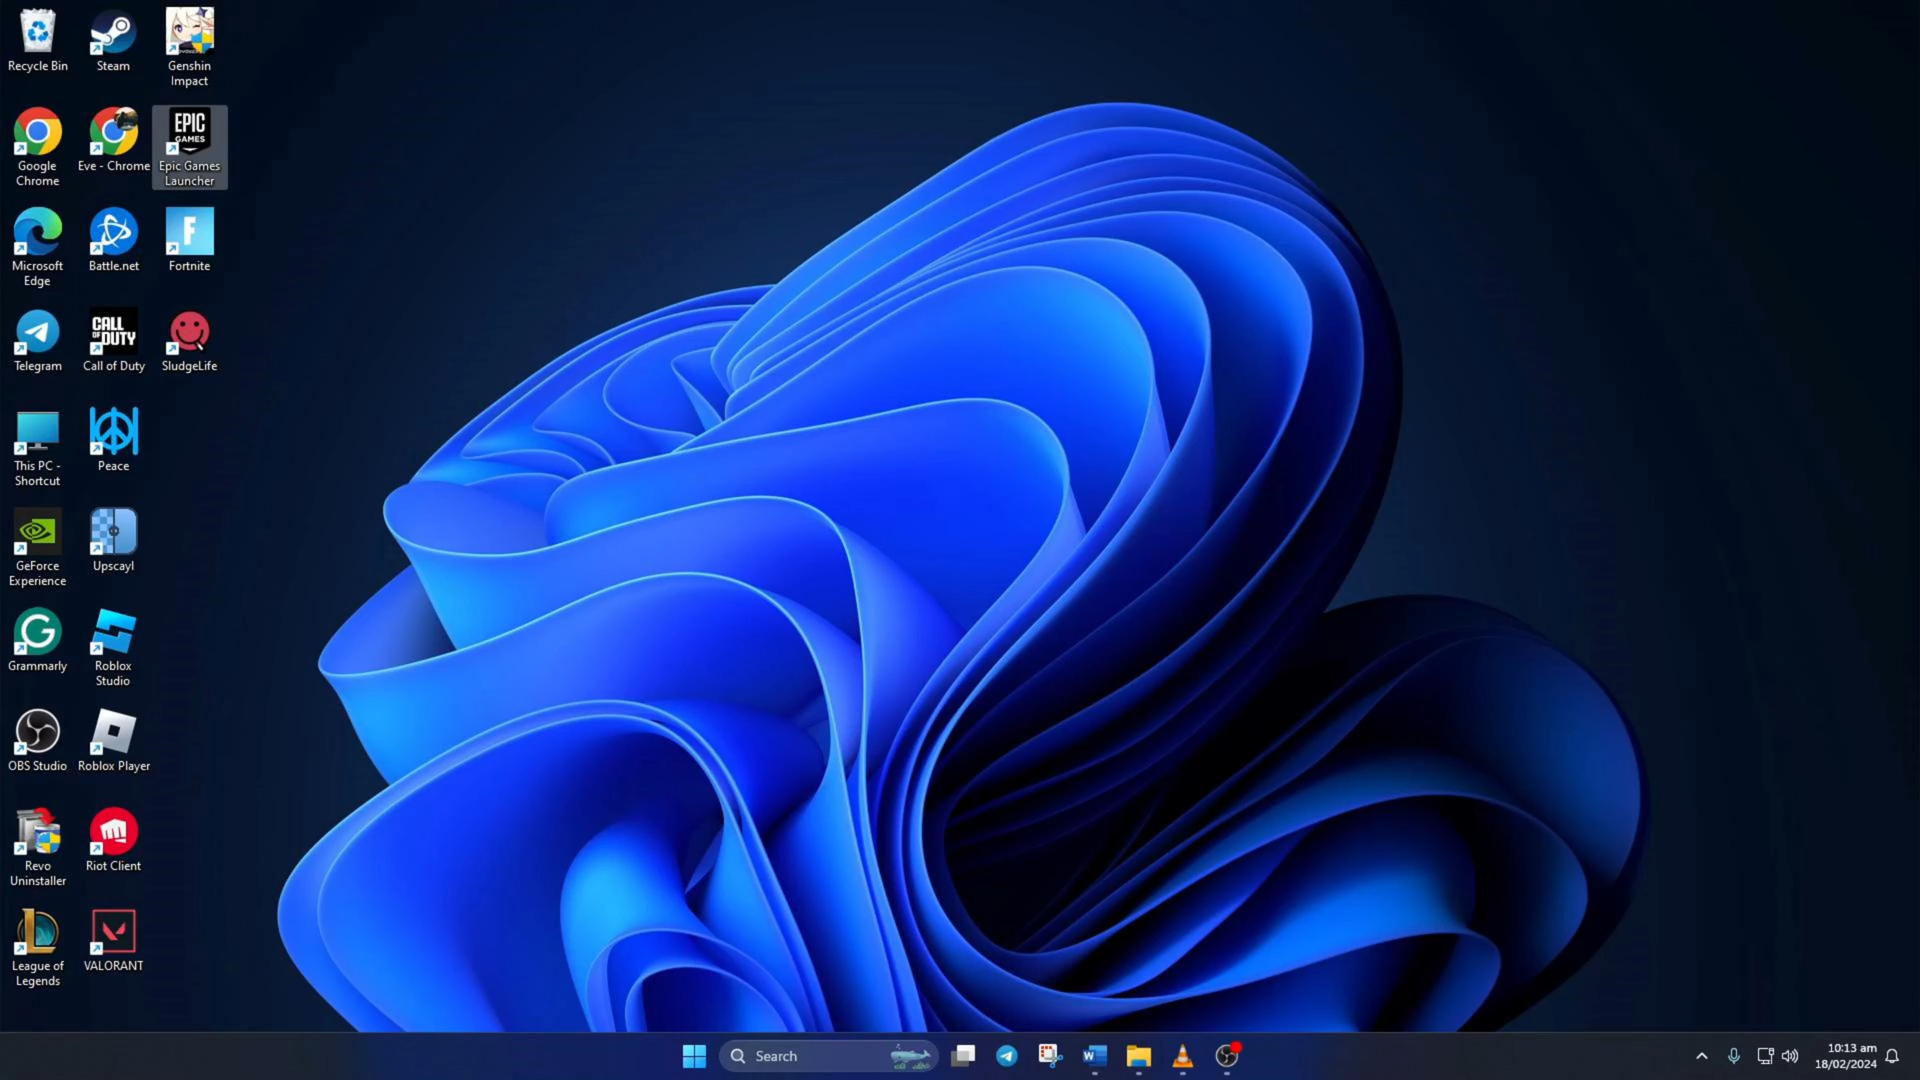 Recycle Bin
Steam
Genshin
Impact
Google
Chrome
Eve - Chrome
EPIC
GAMES
Epic Games
Launcher
Microsoft
Edge
Battle.net
F
Fortnite
Telegram
CALL
OF DUTY
Call of Duty
SludgeLife
This PC -
Shortcut
Peace
GeForce
Experience
Upscayl
Grammarly
Roblox
Studio
OBS Studio
Roblox Player
Revo
Uninstaller
Riot Client
League of
Legends
VALORANT
Search
10:13 am
18/02/2024